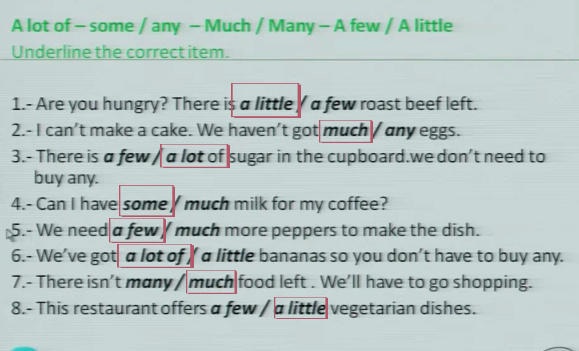 A lot of – some / any – Much / Many – A few / A little
Underline the correct item.
1.- Are you hungry? There is a little / a few roast beef left.
2.- I can't make a cake. We haven't got much / any eggs.
3.- There is a few / a lot of sugar in the cupboard.we don't need to
buy any.
4.- Can I have some / much milk for my coffee?
5.- We need a few / much more peppers to make the dish.
6.- We've got a lot of / a little bananas so you don't have to buy any.
7.- There isn't many / much food left . We'll have to go shopping.
8.- This restaurant offers a few / a little vegetarian dishes.